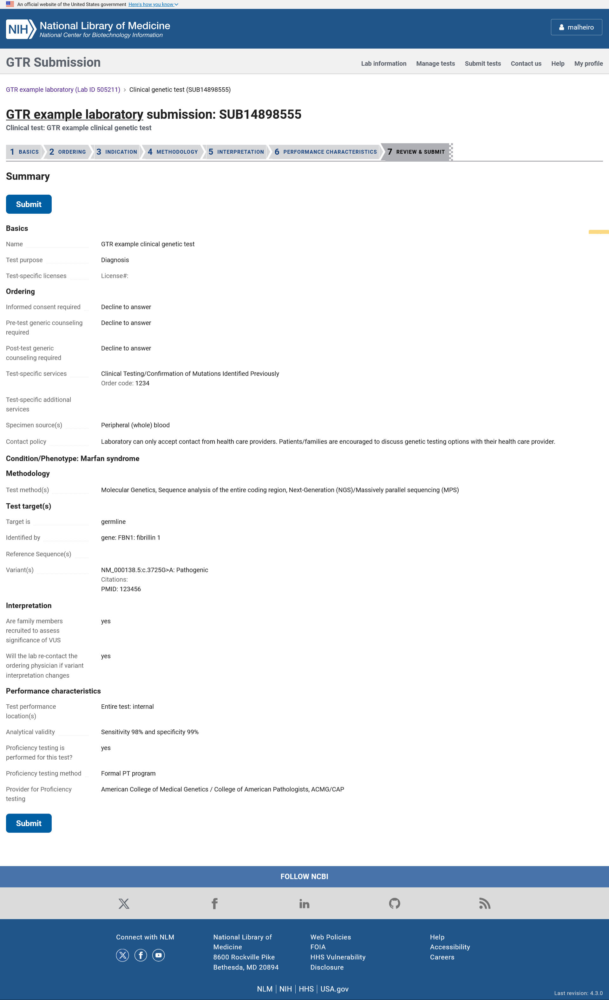 An official website of the United States government Here's how you know
NIH National Library of Medicine
National Center for Biotechnology Information
malheiro
GTR Submission
Lab information Manage tests Submit tests Contact us Help My profile
GTR example laboratory (Lab ID 505211) > Clinical genetic test (SUB14898555)
GTR example laboratory submission: SUB14898555
Clinical test: GTR example clinical genetic test
1 BASICS 2 ORDERING 3 INDICATION 4 METHODOLOGY 5 INTERPRETATION 6 PERFORMANCE CHARACTERISTICS 7 REVIEW & SUBMIT
Summary
Submit
Basics
Name GTR example clinical genetic test
Test purpose Diagnosis
Test-specific licenses License#:
Ordering
Informed consent required Decline to answer
Pre-test generic counseling Decline to answer
required
Post-test generic Decline to answer
counseling required
Test-specific services Clinical Testing/Confirmation of Mutations Identified Previously
Order code: 1234
Test-specific additional
services
Specimen source(s) Peripheral (whole) blood
Contact policy Laboratory can only accept contact from health care providers. Patients/families are encouraged to discuss genetic testing options with their health care provider.
Condition/Phenotype: Marfan syndrome
Methodology
Test method(s) Molecular Genetics, Sequence analysis of the entire coding region, Next-Generation (NGS)/Massively parallel sequencing (MPS)
Test target(s)
Target is germline
Identified by gene: FBN1: fibrillin 1
Reference Sequence(s)
Variant(s) NM_000138.5:c.3725G>A: Pathogenic
Citations:
PMID: 123456
Interpretation
Are family members yes
recruited to assess
significance of VUS
Will the lab re-contact the yes
ordering physician if variant
interpretation changes
Performance characteristics
Test performance Entire test: internal
location(s)
Analytical validity Sensitivity 98% and specificity 99%
Proficiency testing is yes
performed for this test?
Proficiency testing method Formal PT program
Provider for Proficiency American College of Medical Genetics / College of American Pathologists, ACMG/CAP
testing
Submit
FOLLOW NCBI
Connect with NLM
National Library of
Medicine
8600 Rockville Pike
Bethesda, MD 20894
Web Policies
FOIA
HHS Vulnerability
Disclosure
Help
Accessibility
Careers
NLM | NIH | HHS | USA.gov
Last revision: 4.3.0